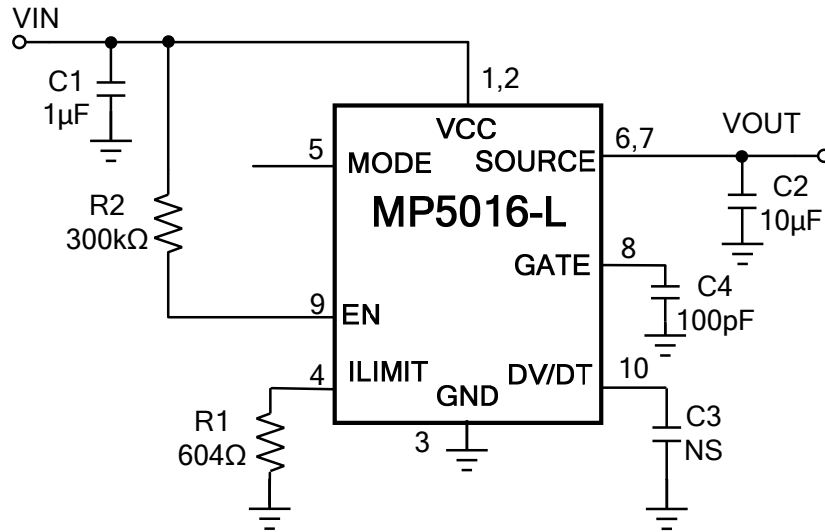 VIN
C1
1µF
1,2
VCC
5
MODE
SOURCE
6,7
VOUT
R2
300kΩ
MP5016-L
C2
10µF
GATE
8
C4
100pF
9
EN
4
ILIMIT
DV/DT
10
GND
R1
604Ω
3
C3
NS